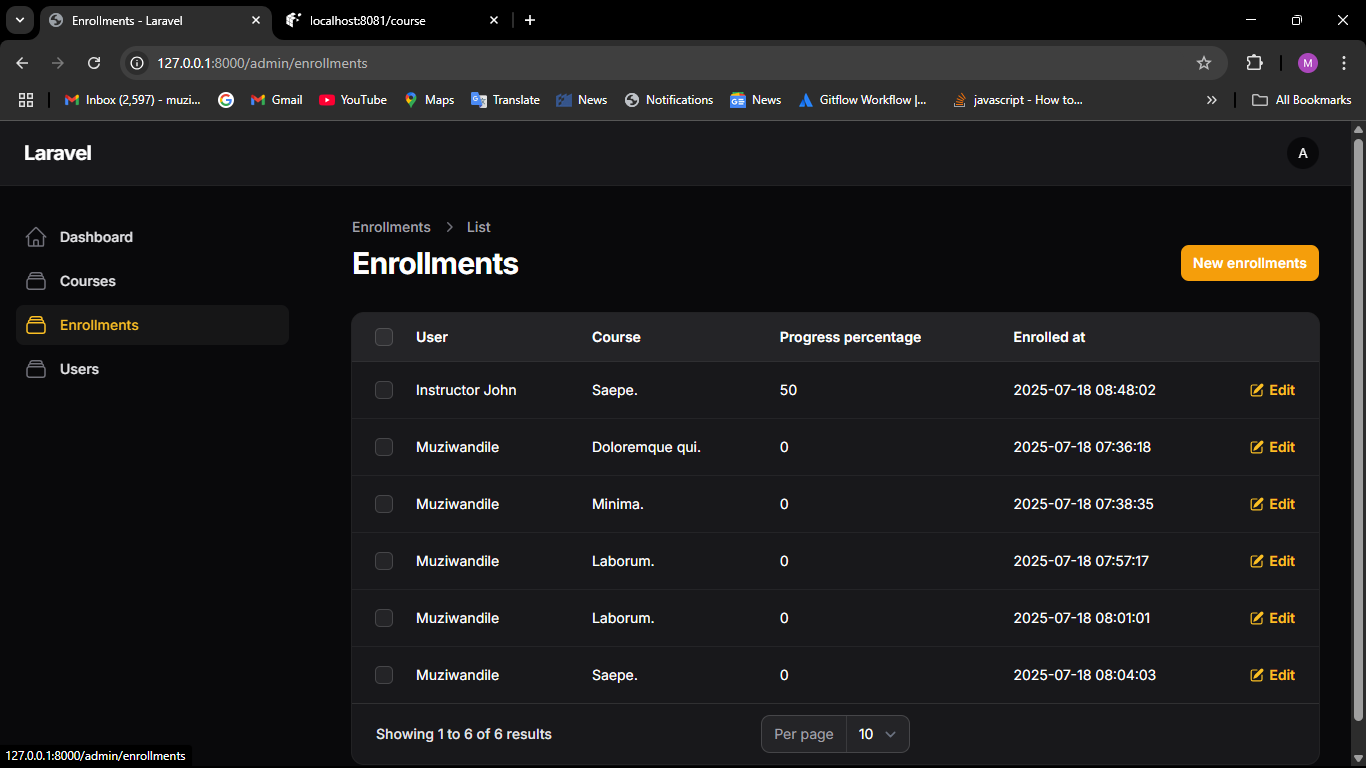 Enrollments - Laravel
localhost:8081/course
127.0.0.1:8000/admin/enrollments
M
Inbox (2,597) - muzi...
Gmail
YouTube
Maps
Translate
News
Notifications
News
Gitflow Workflow |...
javascript - How to...
»
All Bookmarks
Laravel
A
Dashboard
Courses
Enrollments
Users
Enrollments > List
Enrollments
New enrollments
User Course Progress percentage Enrolled at
Instructor John Saepe. 50 2025-07-18 08:48:02 Edit
Muziwandile Doloremque qui. 0 2025-07-18 07:36:18 Edit
Muziwandile Minima. 0 2025-07-18 07:38:35 Edit
Muziwandile Laborum. 0 2025-07-18 07:57:17 Edit
Muziwandile Laborum. 0 2025-07-18 08:01:01 Edit
Muziwandile Saepe. 0 2025-07-18 08:04:03 Edit
Showing 1 to 6 of 6 results
Per page 10
127.0.0.1:8000/admin/enrollments